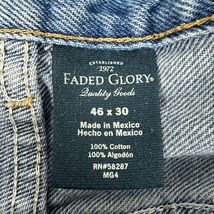 ESTABLISHED
1972
FADED GLORY®
Quality Goods
46 x 30
Made in Mexico
Hecho en Mexico
100% Cotton
100% Algodón
RN#58287
MG4